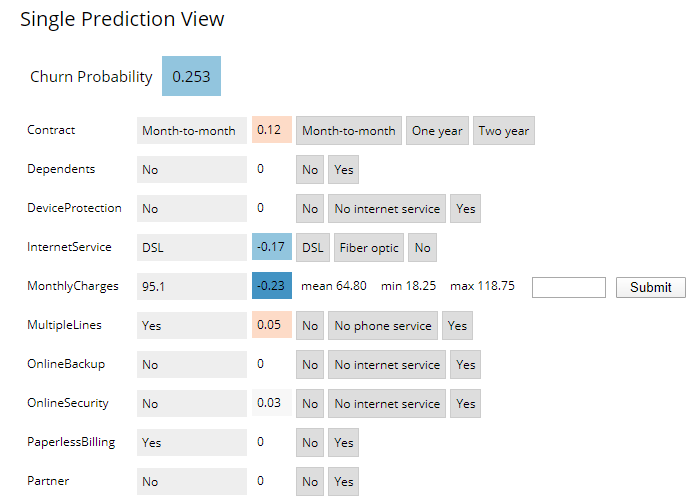 Single Prediction View
Churn Probability 0.253
Contract Month-to-month 0.12 Month-to-month One year Two year
Dependents No 0 No Yes
DeviceProtection No 0 No No internet service Yes
InternetService DSL -0.17 DSL Fiber optic No
MonthlyCharges 95.1 -0.23 mean 64.80 min 18.25 max 118.75 Submit
MultipleLines Yes 0.05 No No phone service Yes
OnlineBackup No 0 No No internet service Yes
OnlineSecurity No 0.03 No No internet service Yes
PaperlessBilling Yes 0 No Yes
Partner No 0 No Yes